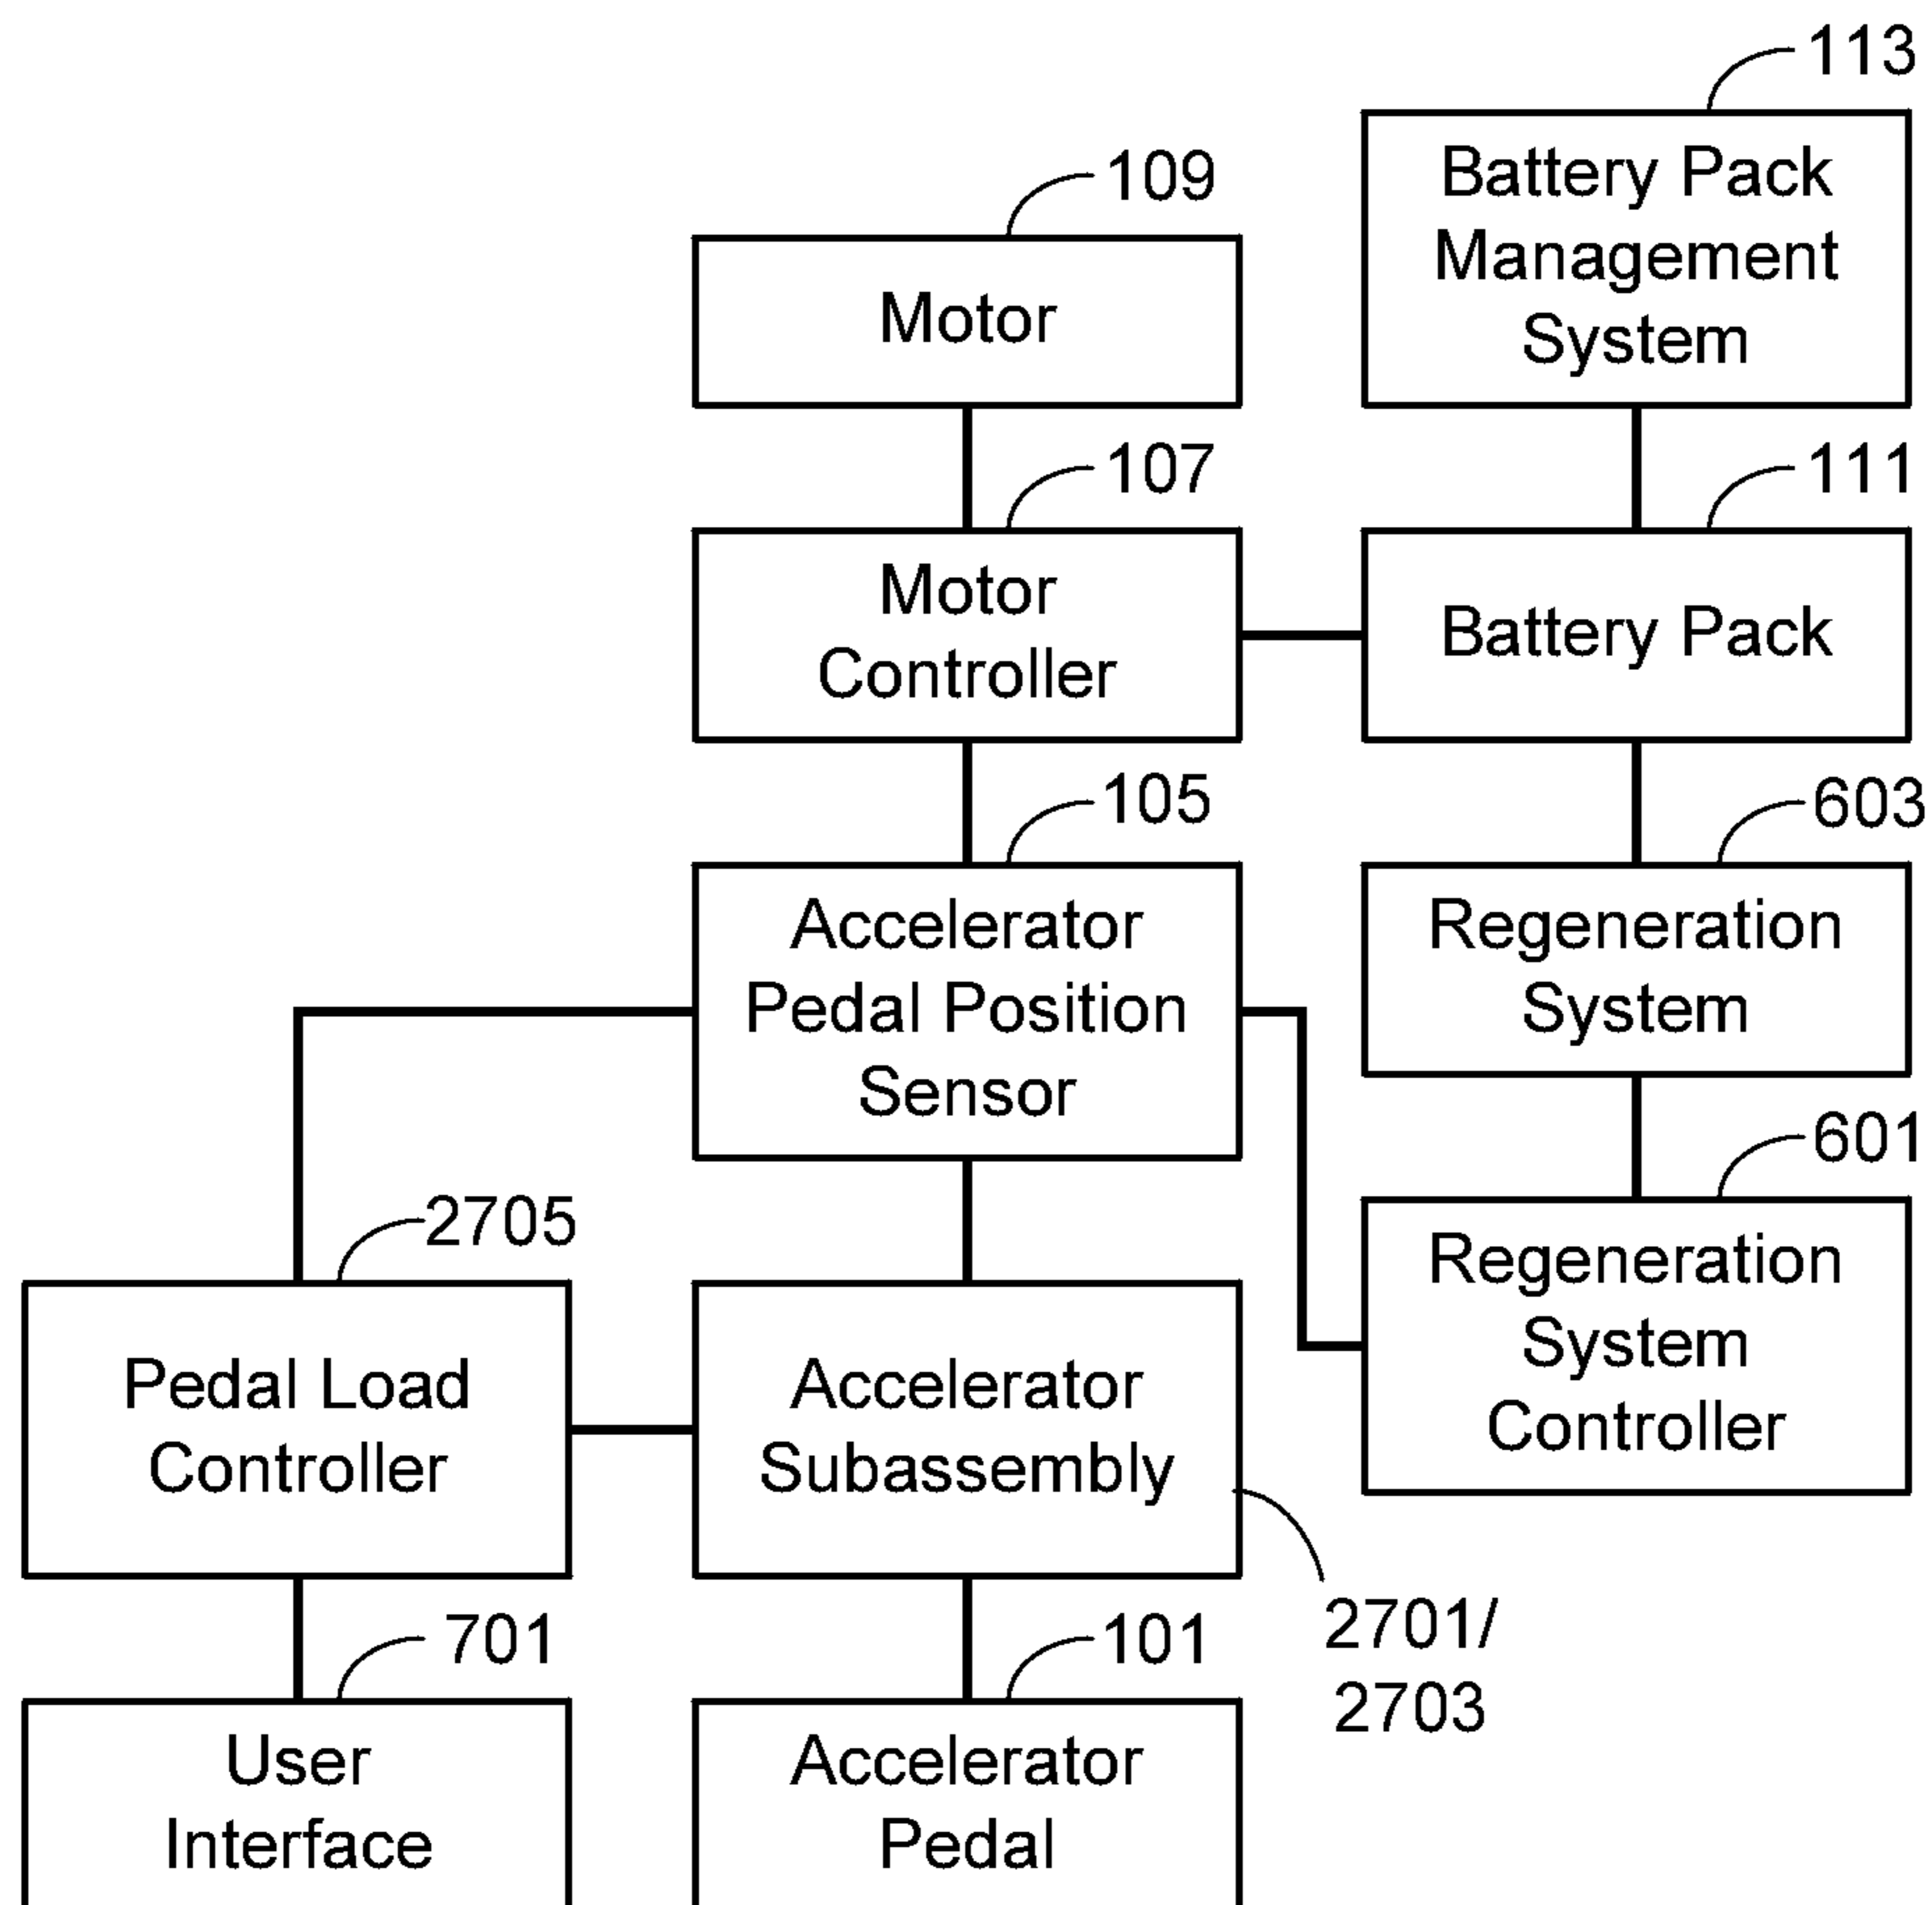 113
Battery Pack
Management
System
109
Motor
107
Motor
Controller
111
Battery Pack
105
Accelerator
Pedal Position
Sensor
603
Regeneration
System
601
Regeneration
System
Controller
2705
Pedal Load
Controller
Accelerator
Subassembly
2701/
2703
701
User
Interface
101
Accelerator
Pedal